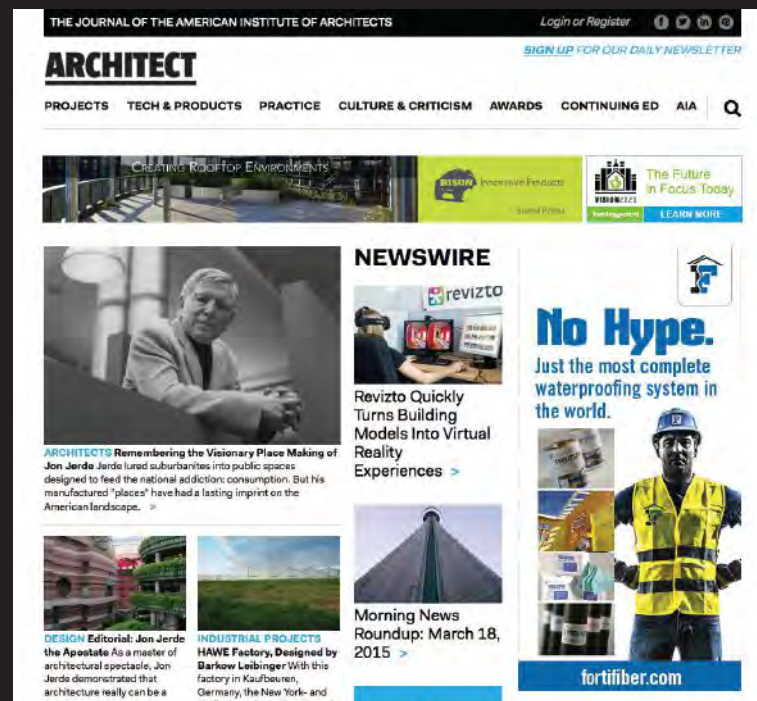 THE JOURNAL OF THE AMERICAN INSTITUTE OF ARCHITECTS
Login or Register
ARCHITECT
SIGN UP FOR OUR DAILY NEWSLETTER
PROJECTS TECH & PRODUCTS PRACTICE CULTURE & CRITICISM AWARDS CONTINUING ED AIA
CREATING ROOFTOP ENVIRONMENTS
BISON Innovative Products
VISION2020
The Future
in Focus Today
LEARN MORE
ARCHITECTS Remembering the Visionary Place Making of
Jon Jerde Jerde lured suburbanites into public spaces
designed to feed the national addiction: consumption. But his
manufactured "places" have had a lasting imprint on the
American landscape. >
DESIGN Editorial: Jon Jerde
the Apostate As a master of
architectural spectacle, Jon
Jerde demonstrated that
architecture really can be a
INDUSTRIAL PROJECTS
HAWE Factory, Designed by
Barkow Leibinger With this
factory in Kaufbeuren,
Germany, the New York- and
NEWSWIRE
revizto
Revizto Quickly
Turns Building
Models Into Virtual
Reality
Experiences >
Morning News
Roundup: March 18,
2015 >
No Hype.
Just the most complete
waterproofing system in
the world.
fortifiber.com